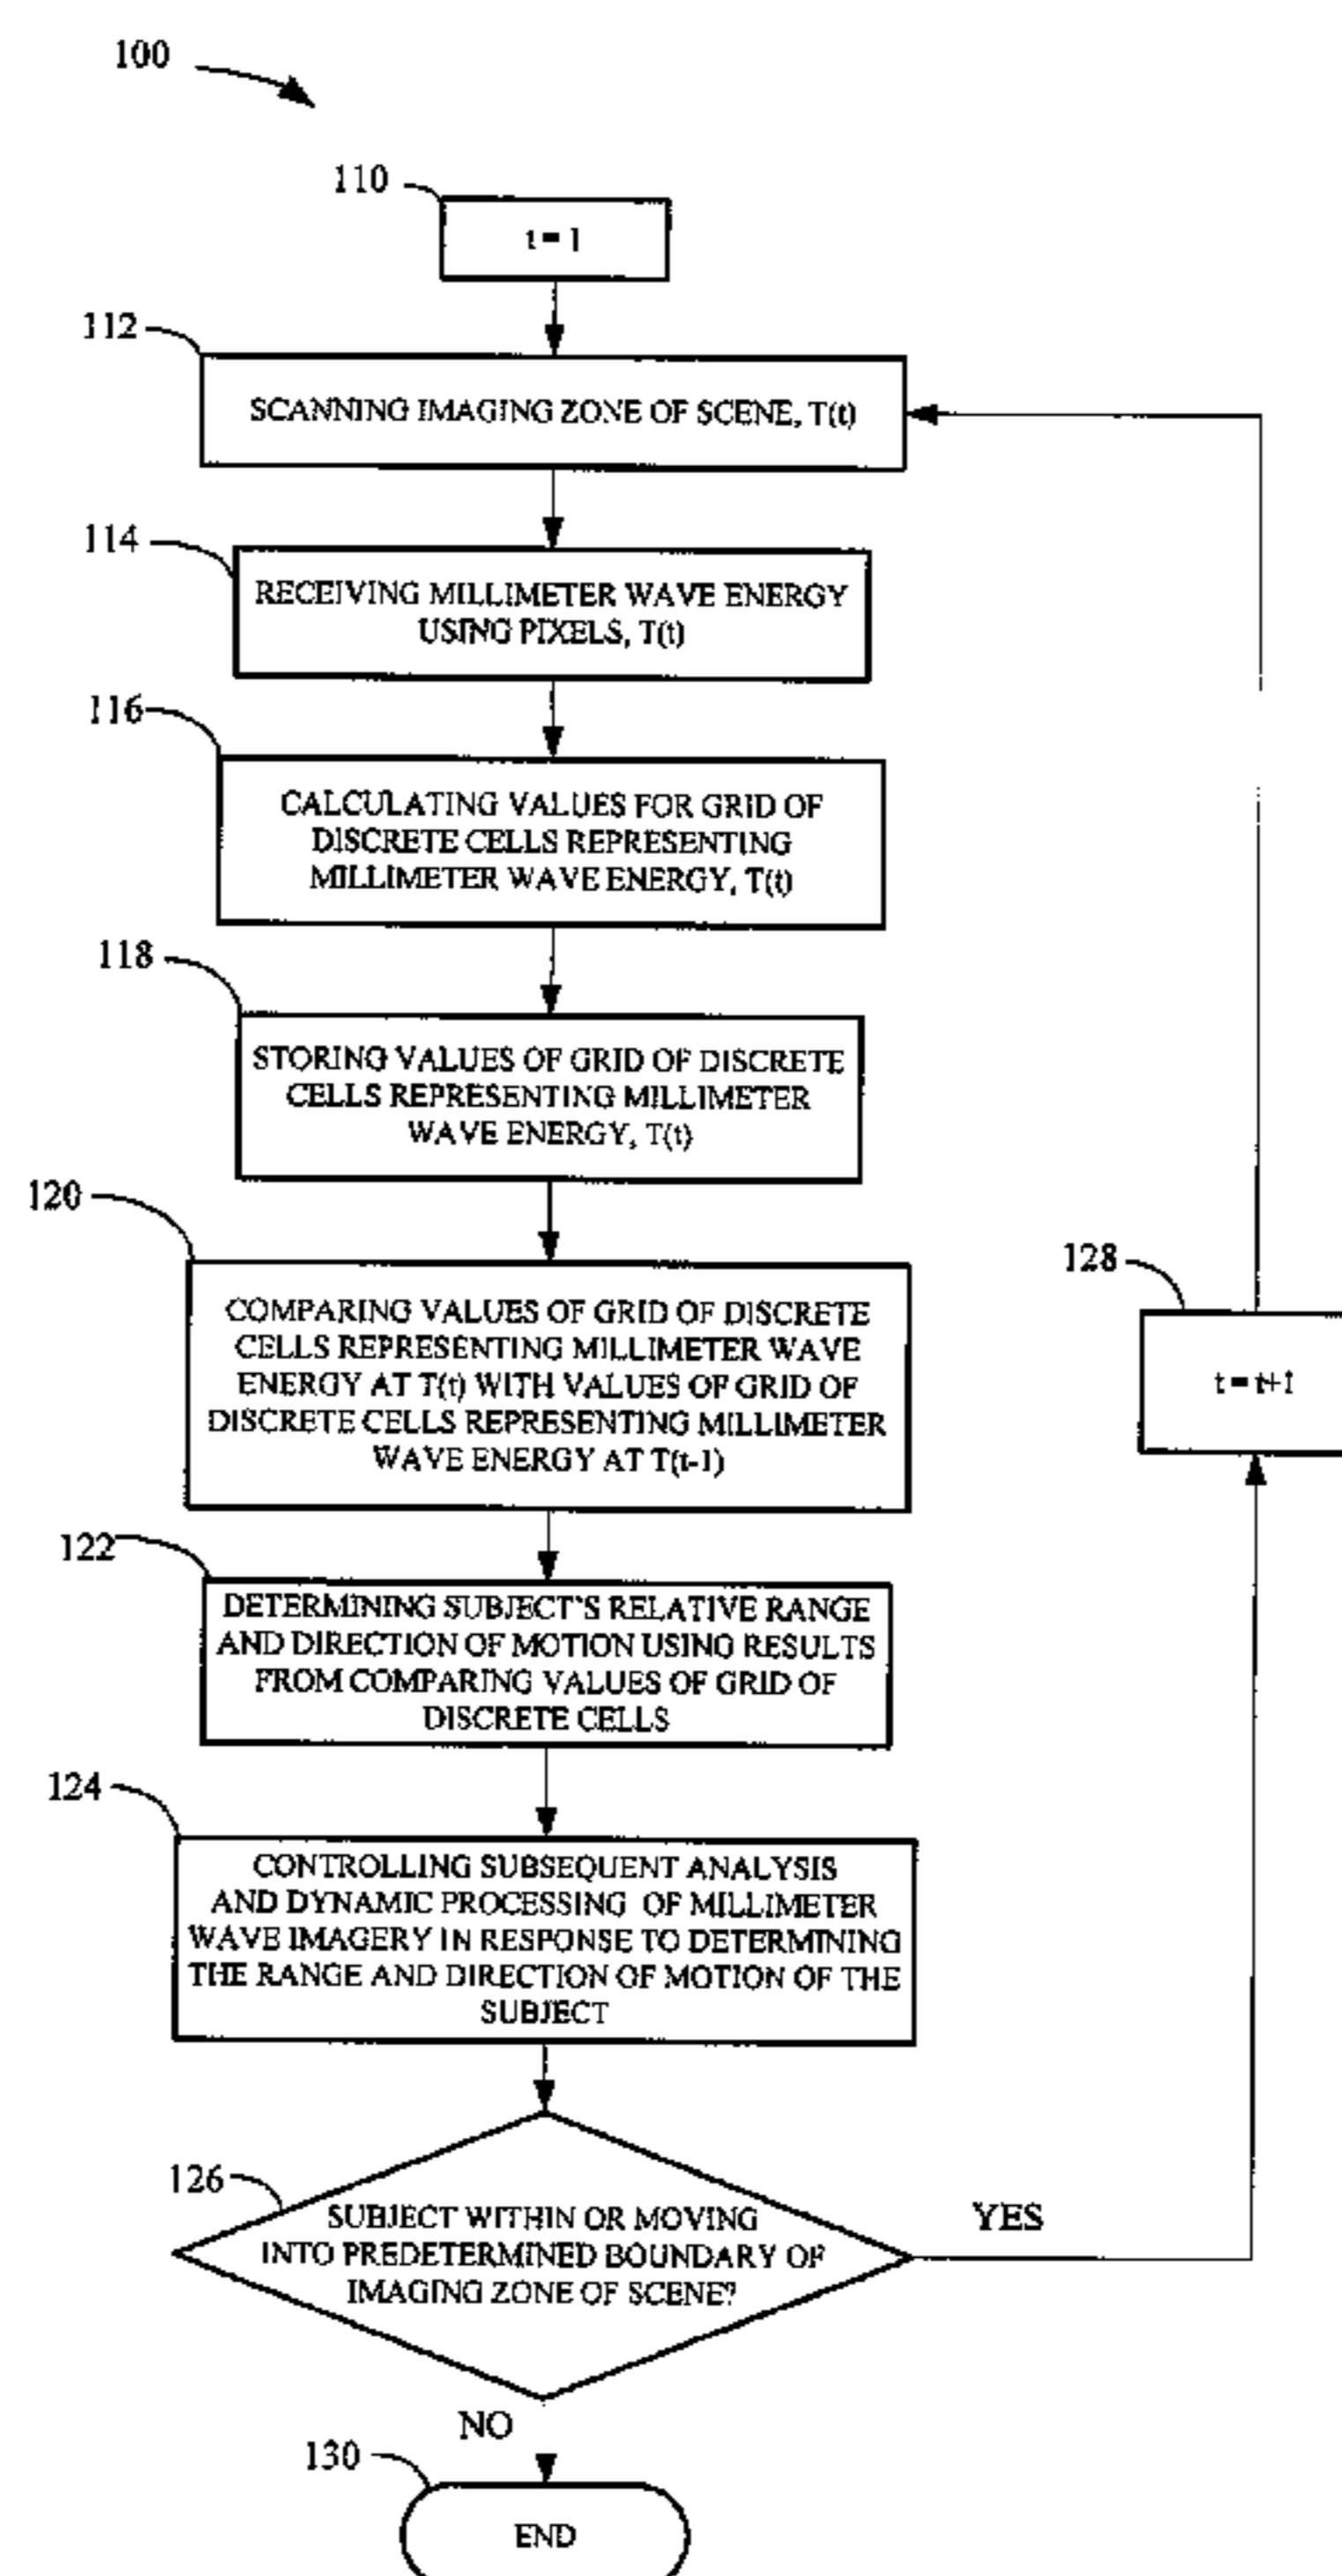 100
110
t = 1
112
SCANNING IMAGING ZONE OF SCENE, T(t)
114
RECEIVING MILLIMETER WAVE ENERGY
USING PIXELS, T(t)
116
CALCULATING VALUES FOR GRID OF
DISCRETE CELLS REPRESENTING
MILLIMETER WAVE ENERGY, T(t)
118
STORING VALUES OF GRID OF DISCRETE
CELLS REPRESENTING MILLIMETER
WAVE ENERGY, T(t)
120
COMPARING VALUES OF GRID OF DISCRETE
CELLS REPRESENTING MILLIMETER WAVE
ENERGY AT T(t) WITH VALUES OF GRID OF
DISCRETE CELLS REPRESENTING MILLIMETER
WAVE ENERGY AT T(t-1)
128
t = t+1
122
DETERMINING SUBJECT'S RELATIVE RANGE
AND DIRECTION OF MOTION USING RESULTS
FROM COMPARING VALUES OF GRID OF
DISCRETE CELLS
124
CONTROLLING SUBSEQUENT ANALYSIS
AND DYNAMIC PROCESSING OF MILLIMETER
WAVE IMAGERY IN RESPONSE TO DETERMINING
THE RANGE AND DIRECTION OF MOTION OF THE
SUBJECT
126
SUBJECT WITHIN OR MOVING
INTO PREDETERMINED BOUNDARY OF
IMAGING ZONE OF SCENE?
YES
NO
130
END